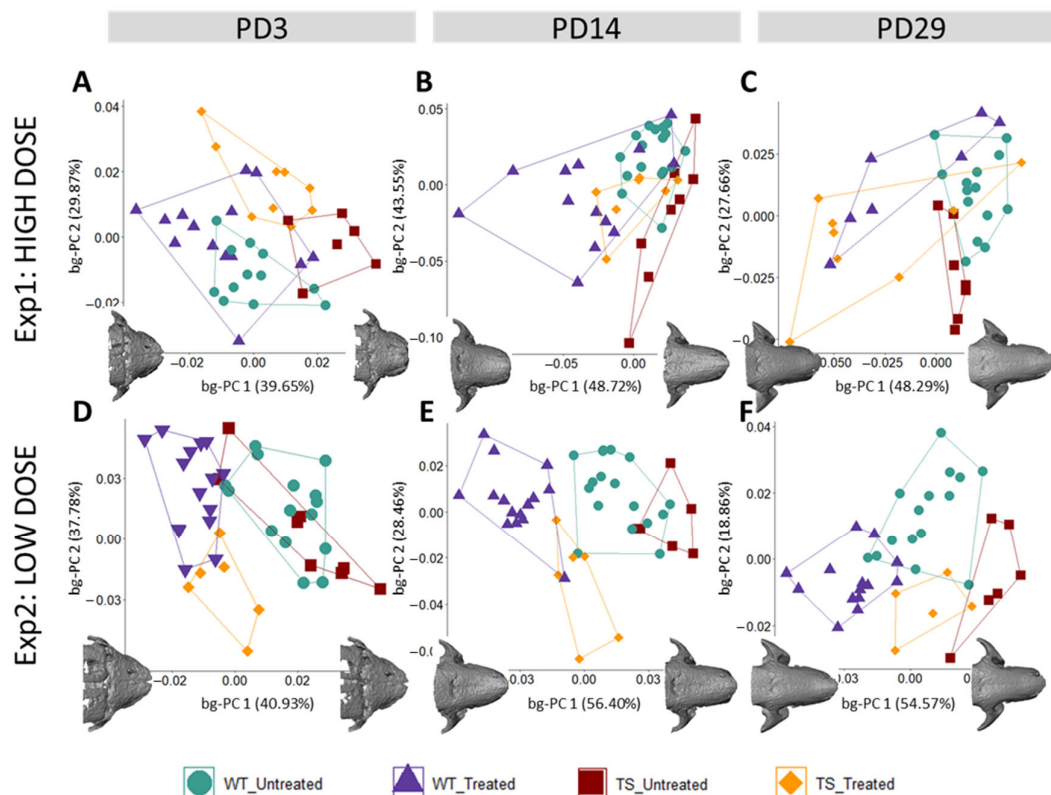 PD3 PD14 PD29
Exp1: HIGH DOSE
A
bg-PC 2 (29.87%)
0.04
0.02
0.00
−0.02
−0.02 0.00 0.02
bg-PC 1 (39.65%)
B
bg-PC 2 (43.55%)
0.05
0.00
−0.05
−0.10
−0.05 0.00
bg-PC 1 (48.72%)
C
bg-PC 2 (27.66%)
0.025
0.000
−0.025
−0.050 −0.025 0.000
bg-PC 1 (48.29%)
Exp2: LOW DOSE
D
bg-PC 2 (37.78%)
0.03
0.00
−0.03
−0.02 0.00 0.02
bg-PC 1 (40.93%)
E
bg-PC 2 (28.46%)
0.04
0.02
0.00
−0.02
−0.04
0.03 0.00 0.03
bg-PC 1 (56.40%)
F
bg-PC 2 (18.86%)
0.04
0.02
0.00
−0.02
0.03 0.00
bg-PC 1 (54.57%)
WT_Untreated WT_Treated TS_Untreated TS_Treated